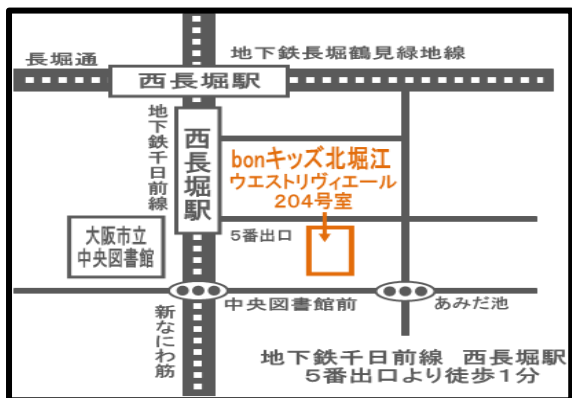 長堀通
地下鉄長堀鶴見緑地線
西長堀駅
地下鉄千日前線
西長堀駅
bonキッズ北堀江
ウエストリヴィエール
204号室
5番出口
大阪市立
中央図書館
中央図書館前
あみだ池
新なにわ筋
地下鉄千日前線 西長堀駅
5番出口より徒歩1分